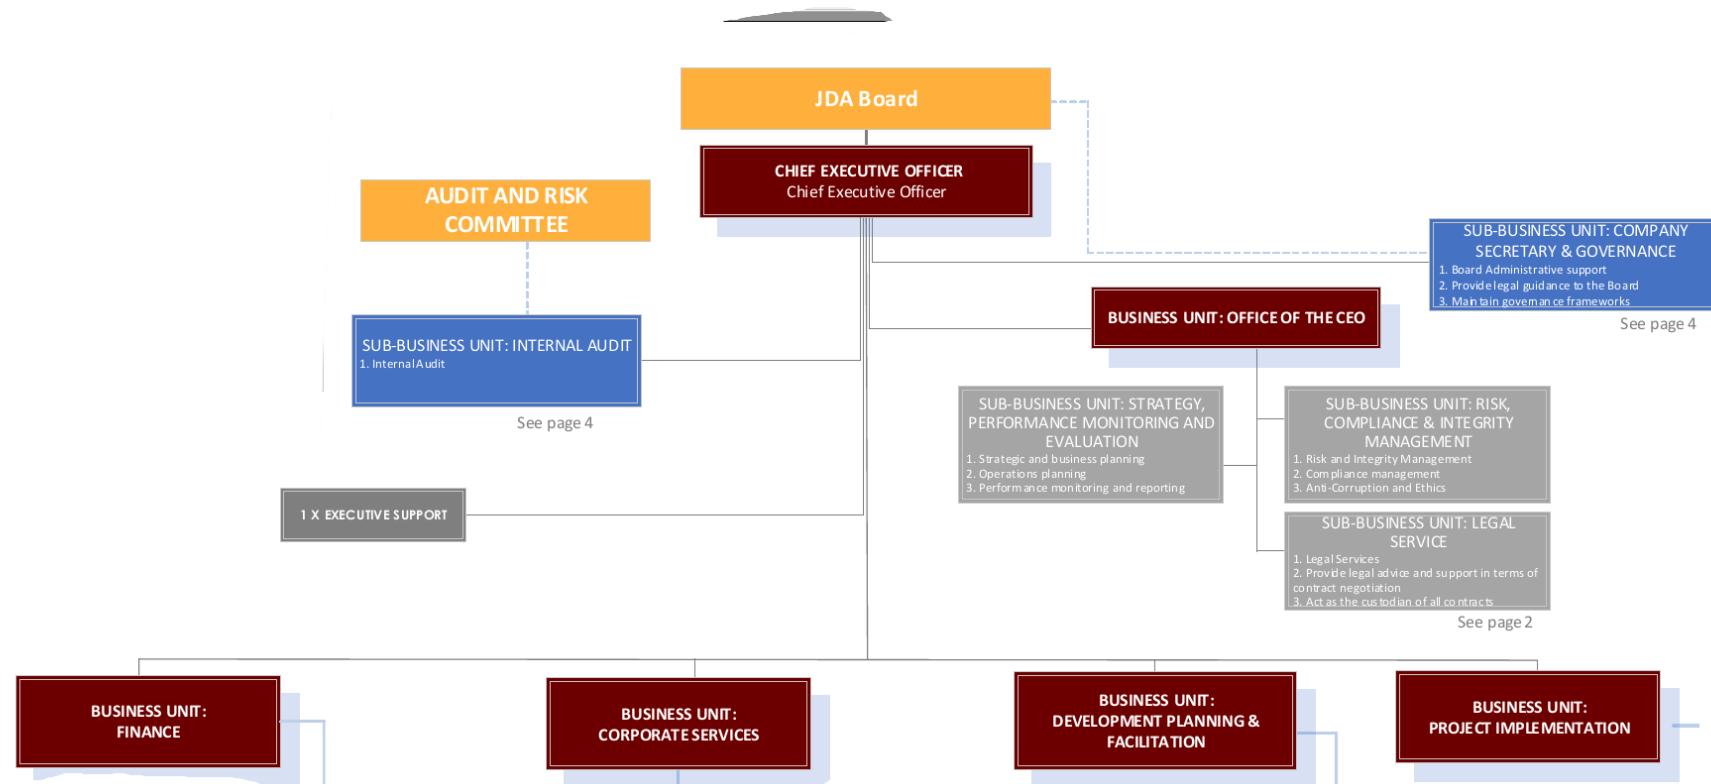 JDA Board
CHIEF EXECUTIVE OFFICER
Chief Executive Officer
AUDIT AND RISK
COMMITTEE
SUB-BUSINESS UNIT: COMPANY
SECRETARY & GOVERNANCE
1. Board Administrative support
2. Provide legal guidance to the Board
3. Maintain governance frameworks
See page 4
BUSINESS UNIT: OFFICE OF THE CEO
SUB-BUSINESS UNIT: INTERNAL AUDIT
1. Internal Audit
See page 4
SUB-BUSINESS UNIT: STRATEGY,
PERFORMANCE MONITORING AND
EVALUATION
1. Strategic and business planning
2. Operations planning
3. Performance monitoring and reporting
SUB-BUSINESS UNIT: RISK,
COMPLIANCE & INTEGRITY
MANAGEMENT
1. Risk and Integrity Management
2. Compliance management
3. Anti-Corruption and Ethics
1 X EXECUTIVE SUPPORT
SUB-BUSINESS UNIT: LEGAL
SERVICE
1. Legal Services
2. Provide legal advice and support in terms of
contract negotiation
3. Act as the custodian of all contracts
See page 2
BUSINESS UNIT:
FINANCE
BUSINESS UNIT:
CORPORATE SERVICES
BUSINESS UNIT:
DEVELOPMENT PLANNING &
FACILITATION
BUSINESS UNIT:
PROJECT IMPLEMENTATION